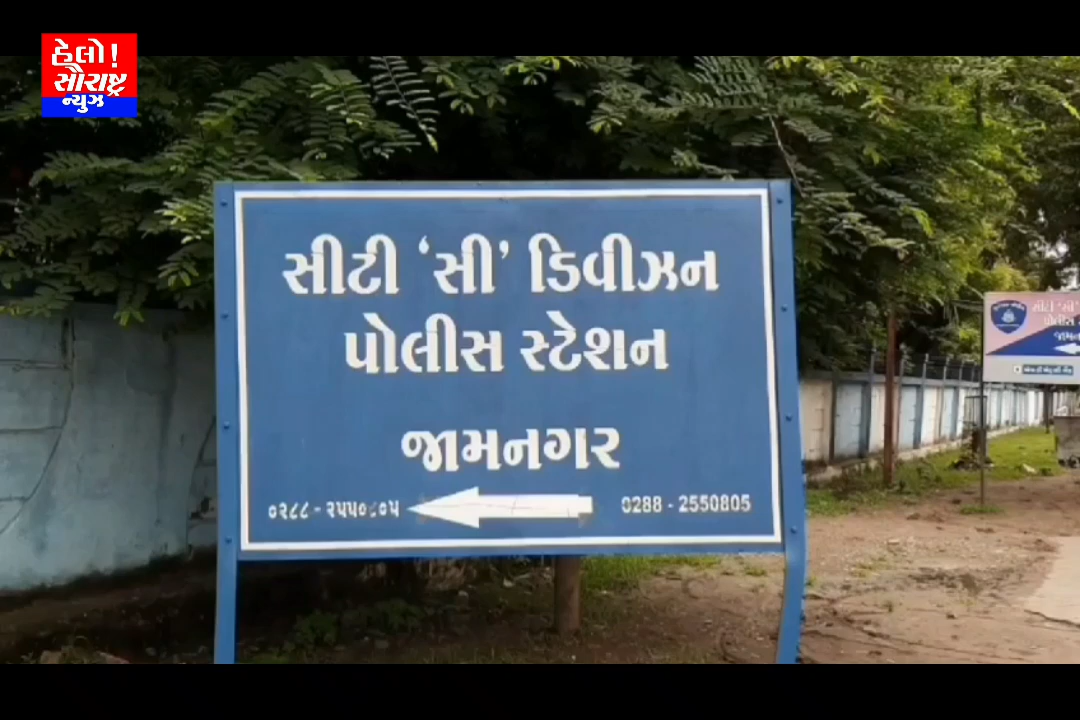 હેલો!
સૌરાષ્ટ્ર
ન્યુઝ
સીટી ‘સી’ ડિવીઝન
પોલીસ સ્ટેશન
જામનગર
૦૨૮૮ - ૨૫૫૦૮૦૫
0288 - 2550805
સીટી ‘સી’
પોલીસ